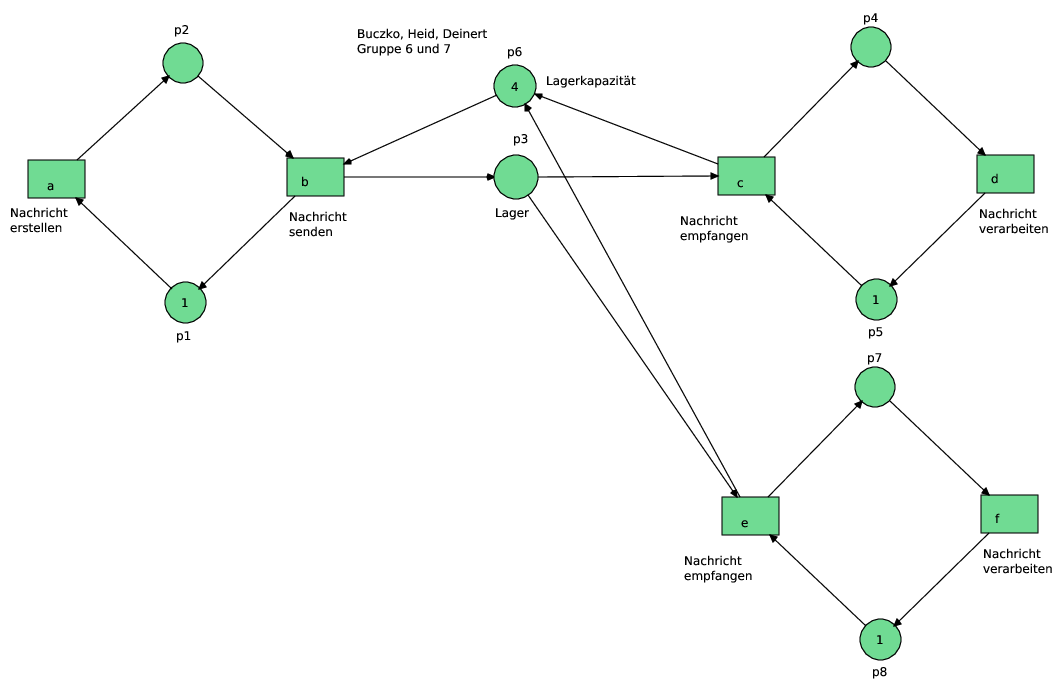 p2
Buczko, Heid, Deinert
Gruppe 6 und 7
p4
p6
4
Lagerkapazität
p3
a
b
c
d
Nachricht
erstellen
Nachricht
senden
Lager
Nachricht
empfangen
Nachricht
verarbeiten
1
p1
1
p5
p7
e
f
Nachricht
empfangen
Nachricht
verarbeiten
1
p8